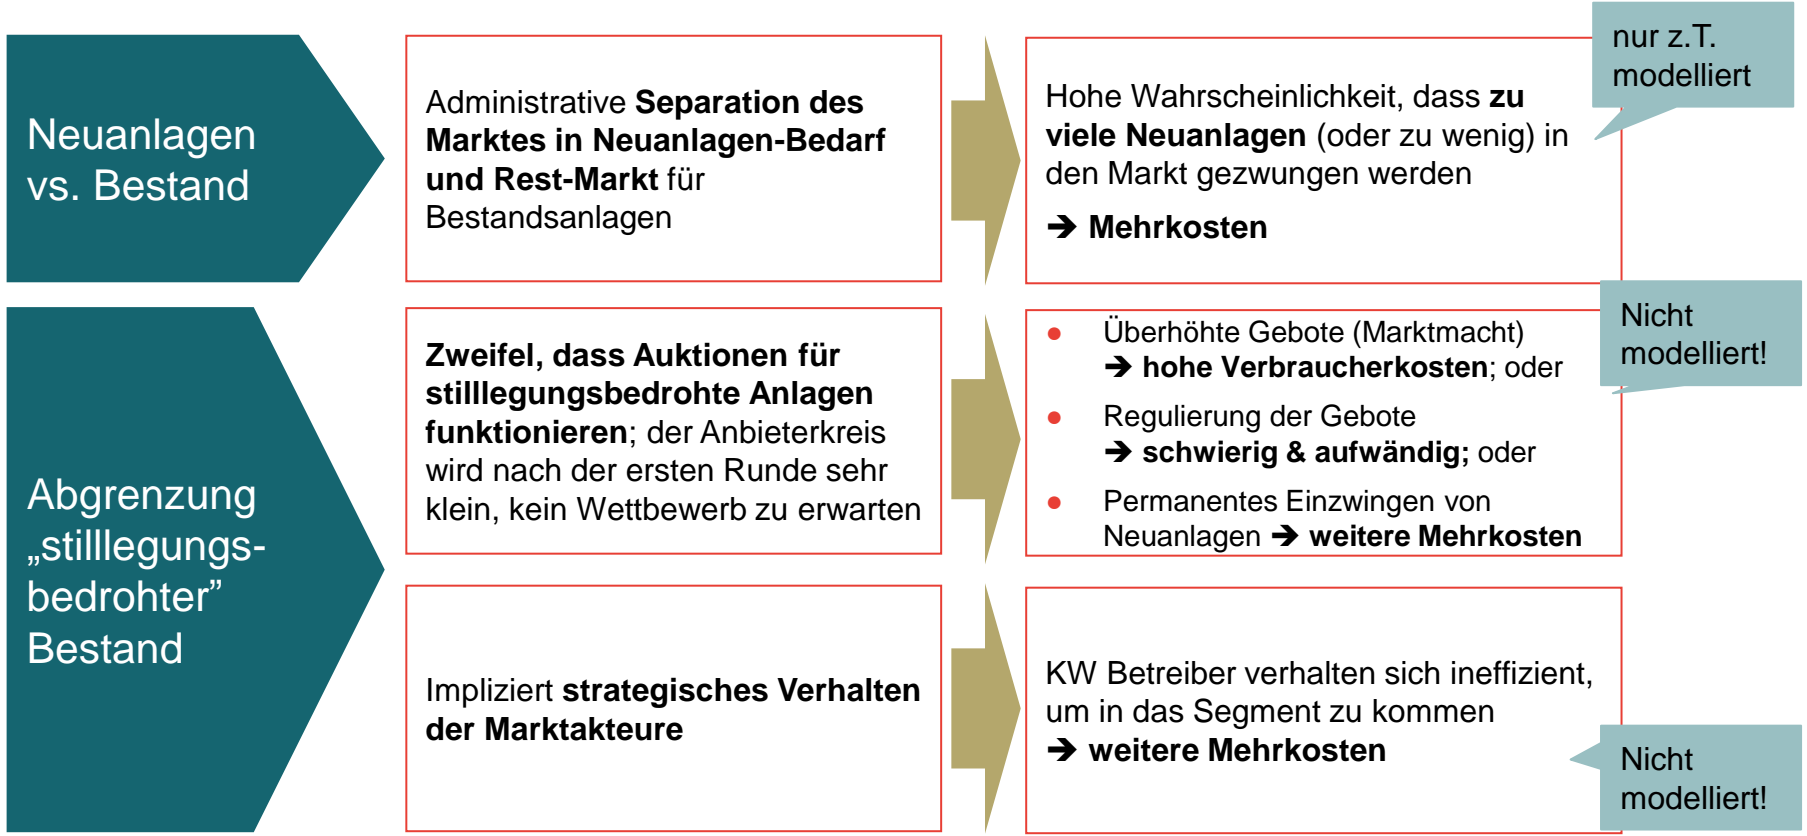 Neuanlagen
vs. Bestand
Administrative Separation des
Marktes in Neuanlagen-Bedarf
und Rest-Markt für
Bestandsanlagen
Hohe Wahrscheinlichkeit, dass zu
viele Neuanlagen (oder zu wenig) in
den Markt gezwungen werden
➔ Mehrkosten
nur z.T.
modelliert
Abgrenzung
„stilllegungs-
bedrohter”
Bestand
Zweifel, dass Auktionen für
stilllegungsbedrohte Anlagen
funktionieren; der Anbieterkreis
wird nach der ersten Runde sehr
klein, kein Wettbewerb zu erwarten
● Überhöhte Gebote (Marktmacht)
➔ hohe Verbraucherkosten; oder
● Regulierung der Gebote
➔ schwierig & aufwändig; oder
● Permanentes Einzwingen von
Neuanlagen ➔ weitere Mehrkosten
Nicht
modelliert!
Impliziert strategisches Verhalten
der Marktakteure
KW Betreiber verhalten sich ineffizient,
um in das Segment zu kommen
➔ weitere Mehrkosten
Nicht
modelliert!